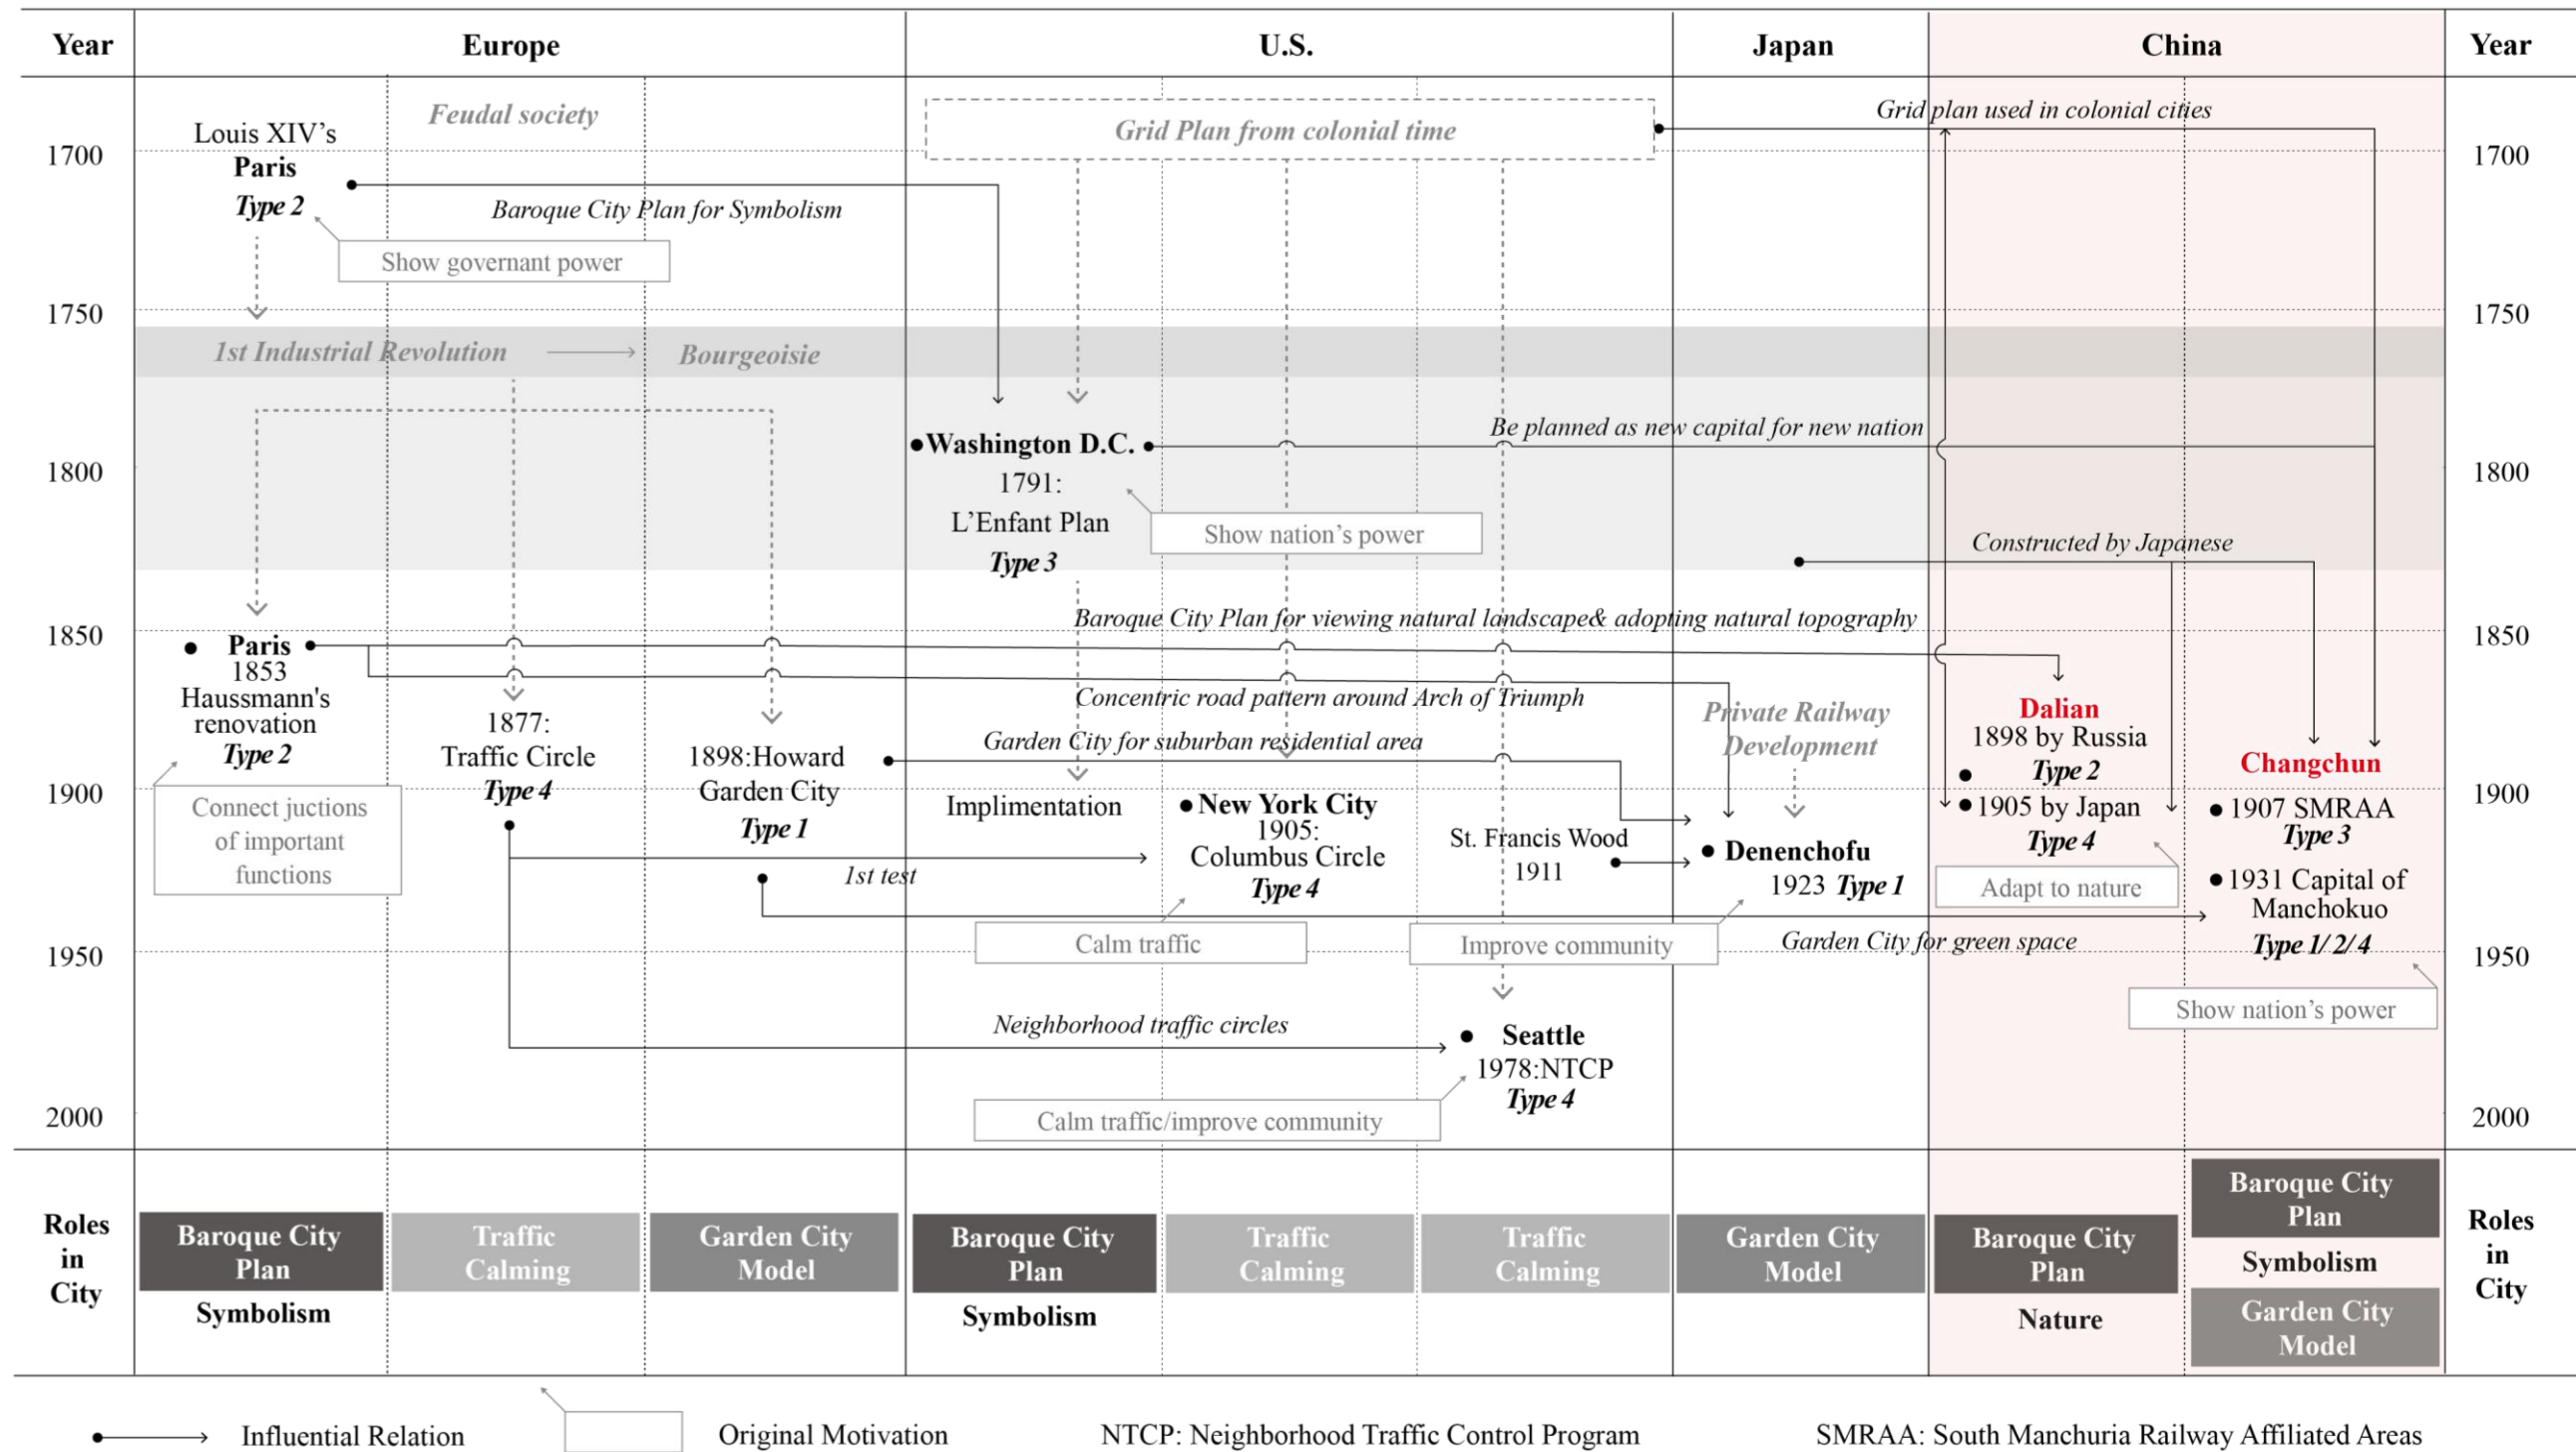 Year
Europe
U.S.
Japan
China
Year
Feudal society
Louis XIV's
Paris
Type 2
Baroque City Plan for Symbolism
Show governant power
Grid Plan from colonial time
Grid plan used in colonial cities
1700
1700
1750
1750
1st Industrial Revolution
Bourgeoisie
Washington D.C.
1791:
L'Enfant Plan
Type 3
Be planned as new capital for new nation
Show nation's power
1800
1800
Constructed by Japanese
Baroque City Plan for viewing natural landscape& adopting natural topography
1850
1850
Paris
1853
Haussmann's
renovation
Type 2
Connect juctions
of important
functions
1877:
Traffic Circle
Type 4
1898:Howard
Garden City
Type 1
Concentric road pattern around Arch of Triumph
Garden City for suburban residential area
Implimentation
1st test
New York City
1905:
Columbus Circle
Type 4
Calm traffic
St. Francis Wood
1911
Improve community
Private Railway
Development
Denenchofu
1923 Type 1
Dalian
1898 by Russia
Type 2
1905 by Japan
Type 4
Adapt to nature
Changchun
1907 SMRAA
Type 3
1931 Capital of
Manchokuo
Type 1/ 2/ 4
Show nation's power
Garden City for green space
1900
1900
1950
1950
Neighborhood traffic circles
Seattle
1978:NTCP
Type 4
Calm traffic/improve community
2000
2000
Roles
in
City
Baroque City
Plan
Symbolism
Traffic
Calming
Garden City
Model
Baroque City
Plan
Symbolism
Traffic
Calming
Traffic
Calming
Garden City
Model
Baroque City
Plan
Nature
Baroque City
Plan
Symbolism
Garden City
Model
Roles
in
City
Influential Relation
Original Motivation
NTCP: Neighborhood Traffic Control Program
SMRAA: South Manchuria Railway Affiliated Areas